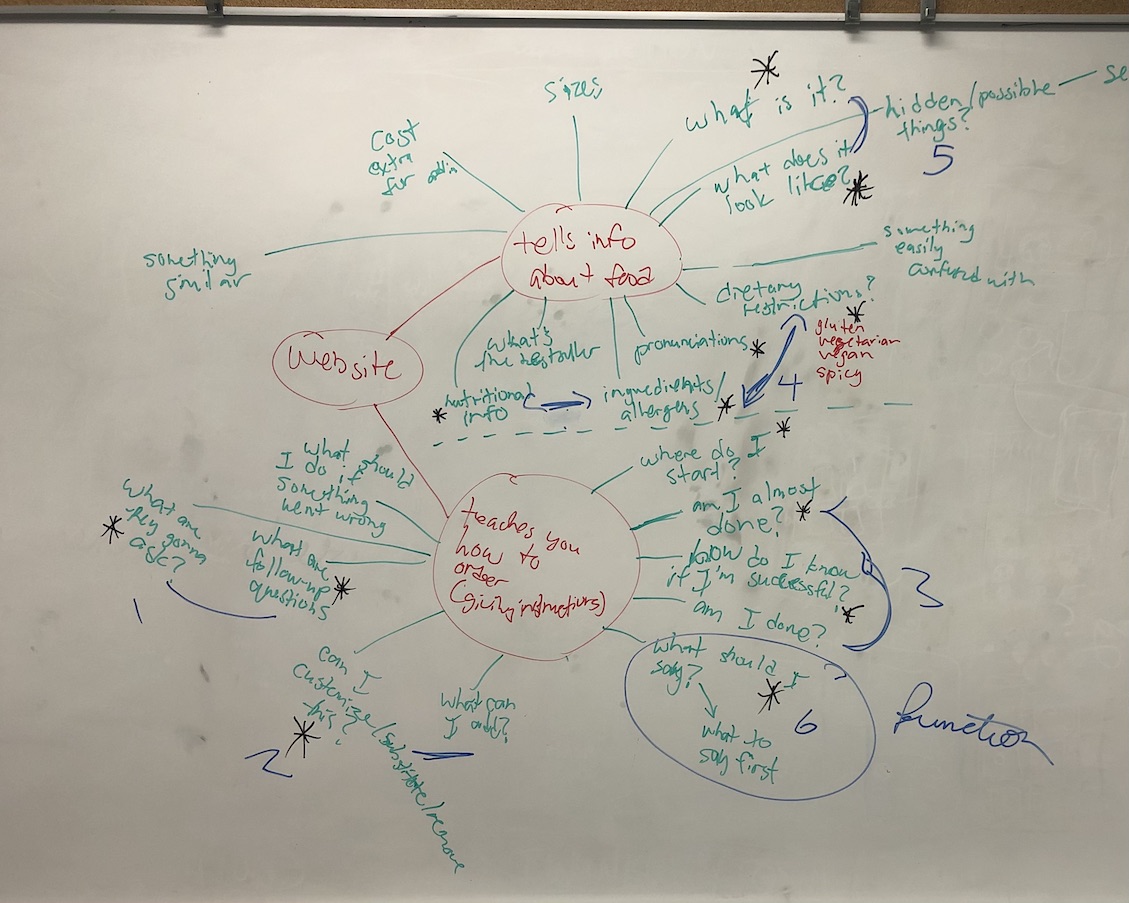 sizes
what is it?
hidden/possible
things?
5
se
cost
extra
for addin
what does it
look like?
something
similar
tells info
about food
something
easily
confused with
dietary
restrictions?
gluten
vegetarian
vegan
spicy
4
website
what's
the bestseller
pronunciations
nutritional
info
ingredients/
allergens
where do I
start?
what should
I do if
something
went wrong
what are
they gonna
ask?
1
what are
follow-up
questions
teaches you
how to
order
(giving instructions)
am I almost
done?
how do I know
if I'm successful?
am I done?
3
can I
customize/substitute/remove
this?
2
what can
I add?
what should I
say?
what to
say first
6
function